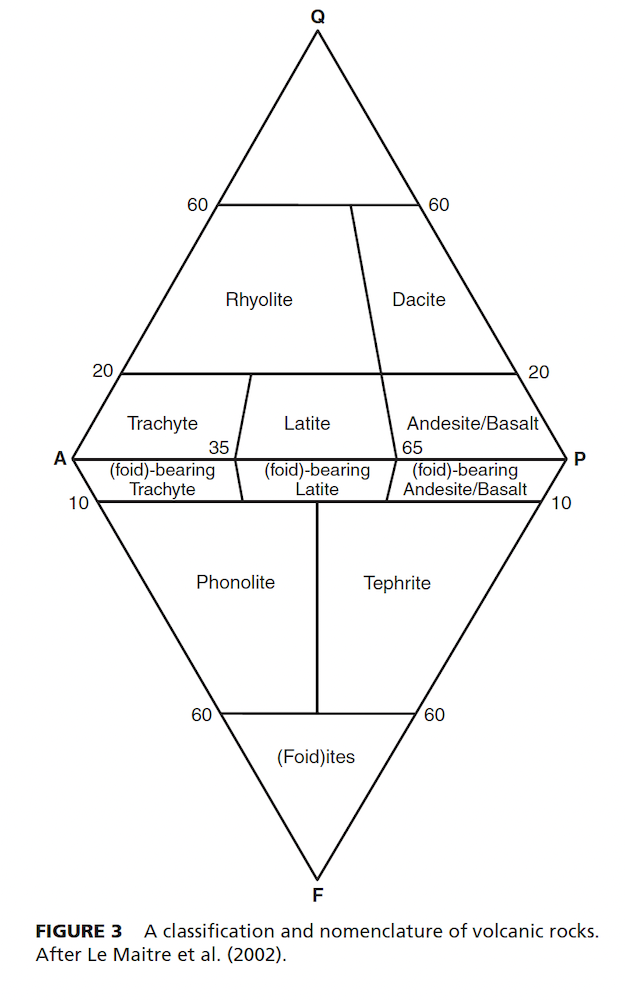 Q
60 60
Rhyolite Dacite
20 20
Trachyte Latite Andesite/Basalt
35 65
A P
(foid)-bearing (foid)-bearing (foid)-bearing
Trachyte Latite Andesite/Basalt
10 10
Phonolite Tephrite
60 60
(Foid)ites
F
FIGURE 3 A classification and nomenclature of volcanic rocks.
After Le Maitre et al. (2002).